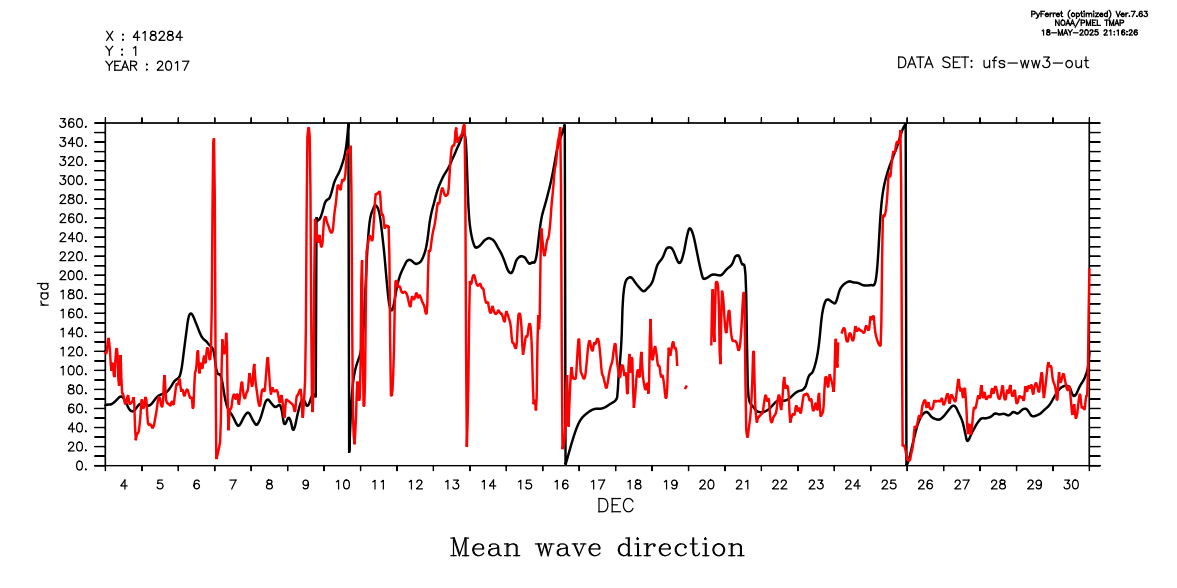 PyFerret (optimized) Ver.7.63
NOAA/PMEL TMAP
18-MAY-2025 21:16:26
X : 418284
Y : 1
YEAR : 2017
DATA SET: ufs-ww3-out
360.
340.
320.
300.
280.
260.
240.
220.
200.
180.
160.
140.
120.
100.
80.
60.
40.
20.
0.
rad
4 5 6 7 8 9 10 11 12 13 14 15 16 17 18 19 20 21 22 23 24 25 26 27 28 29 30
DEC
Mean wave direction